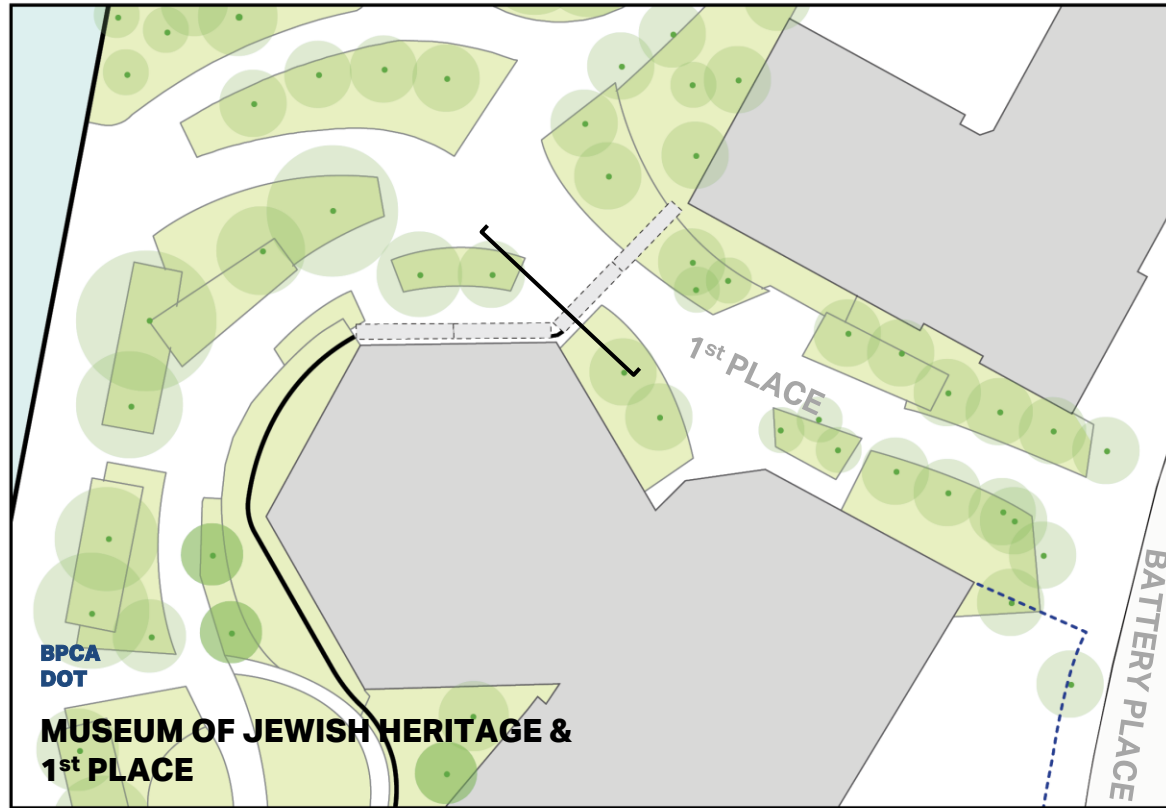 1st PLACE
BATTERY PLACE
BPCA
DOT
MUSEUM OF JEWISH HERITAGE &
1st PLACE